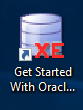 XE
Get Started
With Oracl...